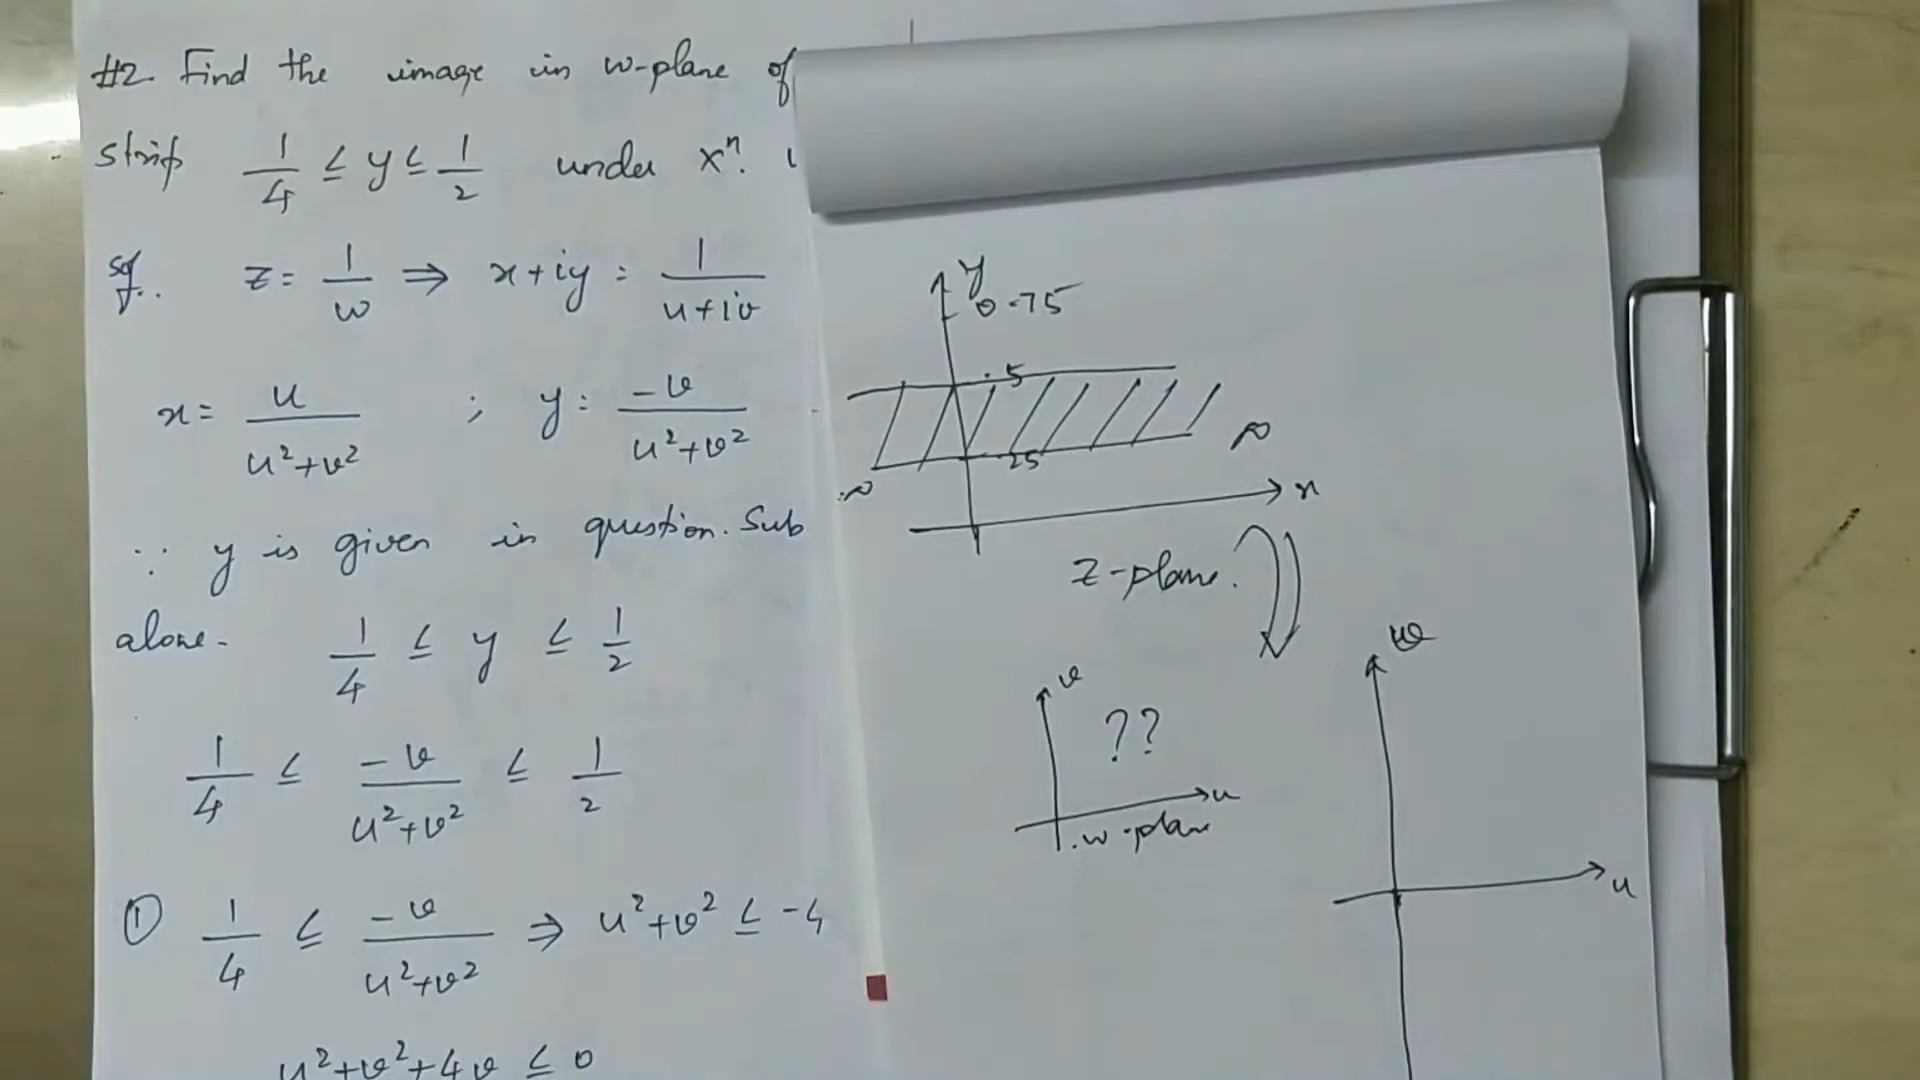 #2. Find the image in w-plane of
strip 1/4 ≤ y ≤ 1/2 under xⁿ.
Sol. z = 1/w ⇒ x+iy = 1/(u+iv)
x = u/(u²+v²) ; y = -v/(u²+v²)
∵ y is given in question. Sub
alone. 1/4 ≤ y ≤ 1/2
1/4 ≤ -v/(u²+v²) ≤ 1/2
① 1/4 ≤ -v/(u²+v²) ⇒ u²+v² ≤ -4
u²+v²+4v ≤ 0
y
0.75
.5
∞
.25
-∞
x
z-plane.
v
??
u
w-plane
v
u